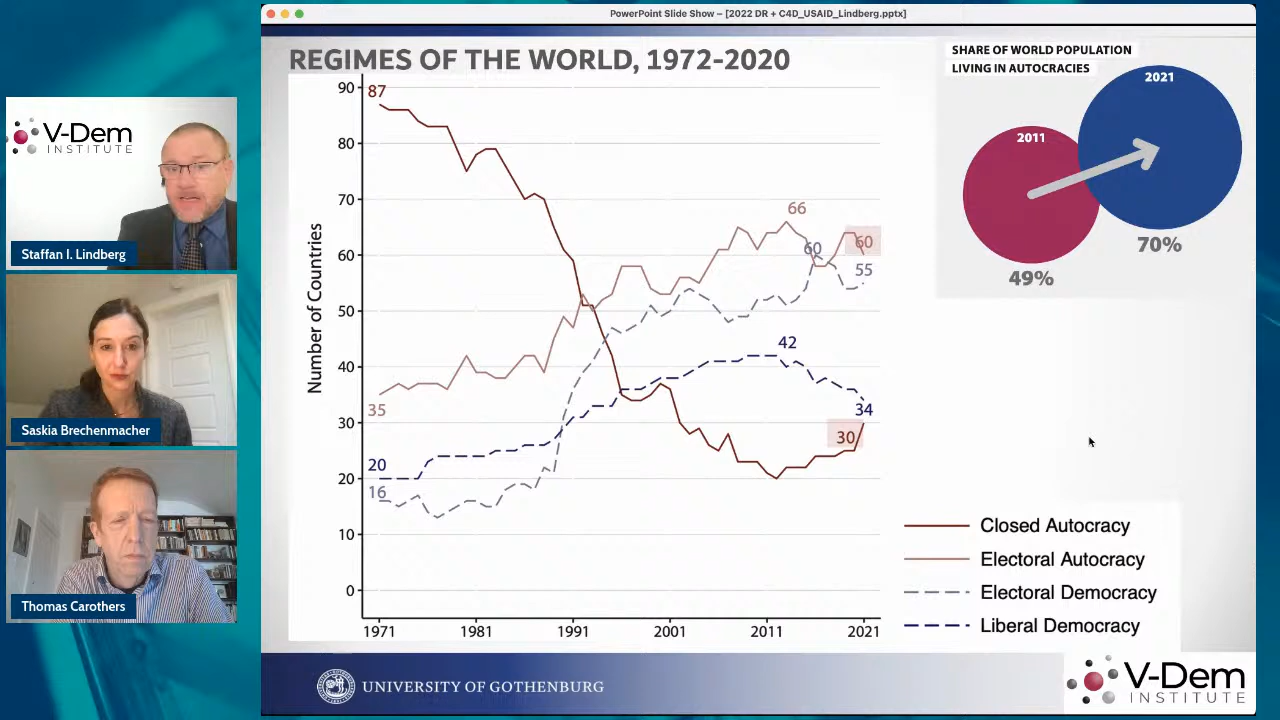 PowerPoint Slide Show – [2022 DR + C4D_USAID_Lindberg.pptx]
V-Dem
INSTITUTE
Staffan I. Lindberg
Saskia Brechenmacher
Thomas Carothers
REGIMES OF THE WORLD, 1972-2020
Number of Countries
90
80
70
60
50
40
30
20
10
0
1971
1981
1991
2001
2011
2021
87
35
20
16
66
60
60
55
42
34
30
SHARE OF WORLD POPULATION
LIVING IN AUTOCRACIES
2011
2021
49%
70%
Closed Autocracy
Electoral Autocracy
Electoral Democracy
Liberal Democracy
UNIVERSITY OF GOTHENBURG
V-Dem
INSTITUTE